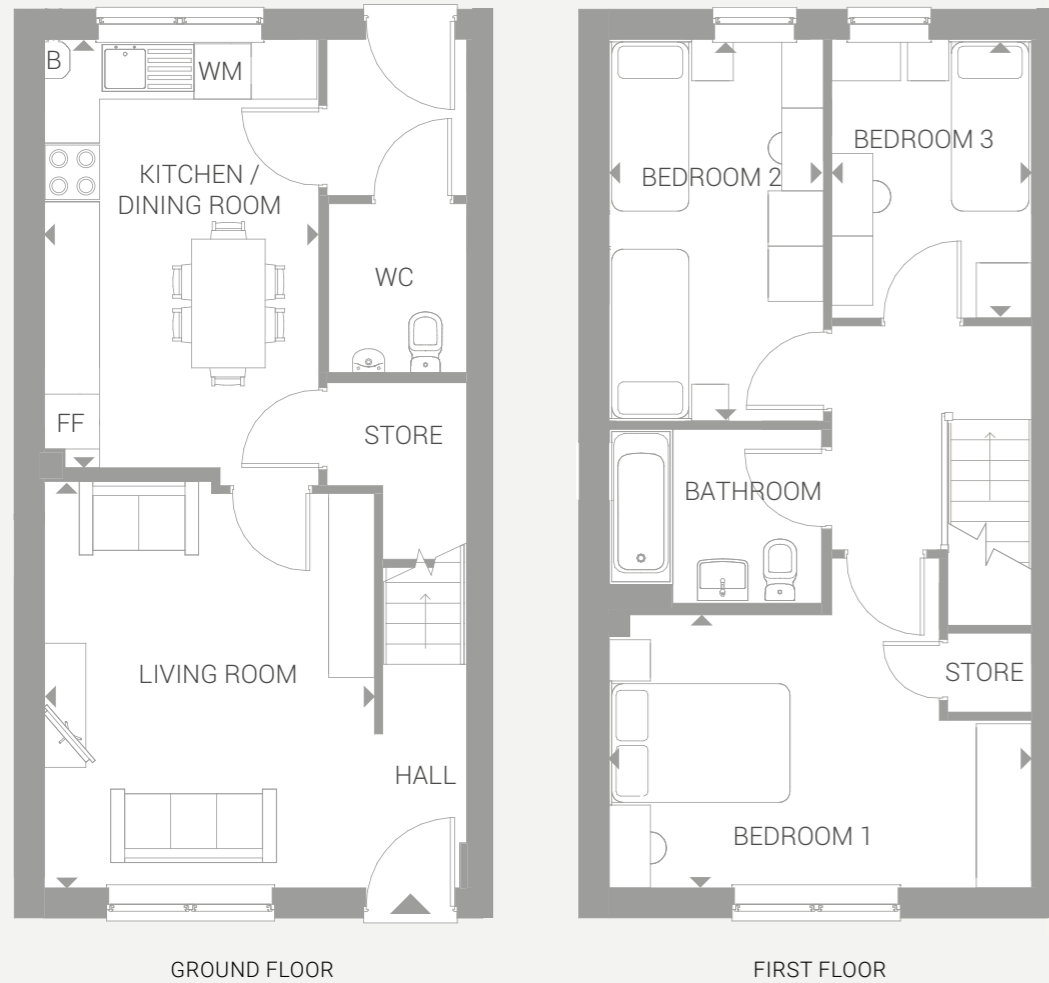 B
WM
KITCHEN /
DINING ROOM
WC
FF
STORE
LIVING ROOM
HALL
GROUND FLOOR
BEDROOM 2
BEDROOM 3
BATHROOM
STORE
BEDROOM 1
FIRST FLOOR